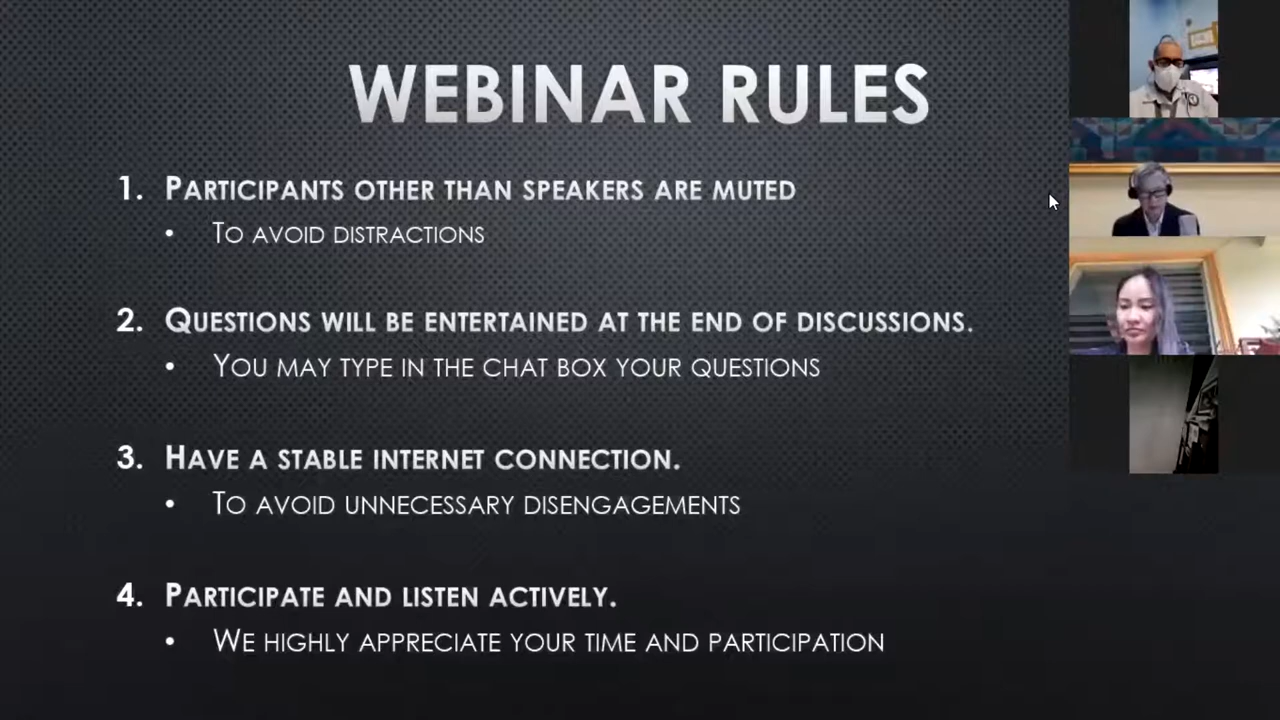 WEBINAR RULES
1. PARTICIPANTS OTHER THAN SPEAKERS ARE MUTED
• TO AVOID DISTRACTIONS
2. QUESTIONS WILL BE ENTERTAINED AT THE END OF DISCUSSIONS.
• YOU MAY TYPE IN THE CHAT BOX YOUR QUESTIONS
3. HAVE A STABLE INTERNET CONNECTION.
• TO AVOID UNNECESSARY DISENGAGEMENTS
4. PARTICIPATE AND LISTEN ACTIVELY.
• WE HIGHLY APPRECIATE YOUR TIME AND PARTICIPATION